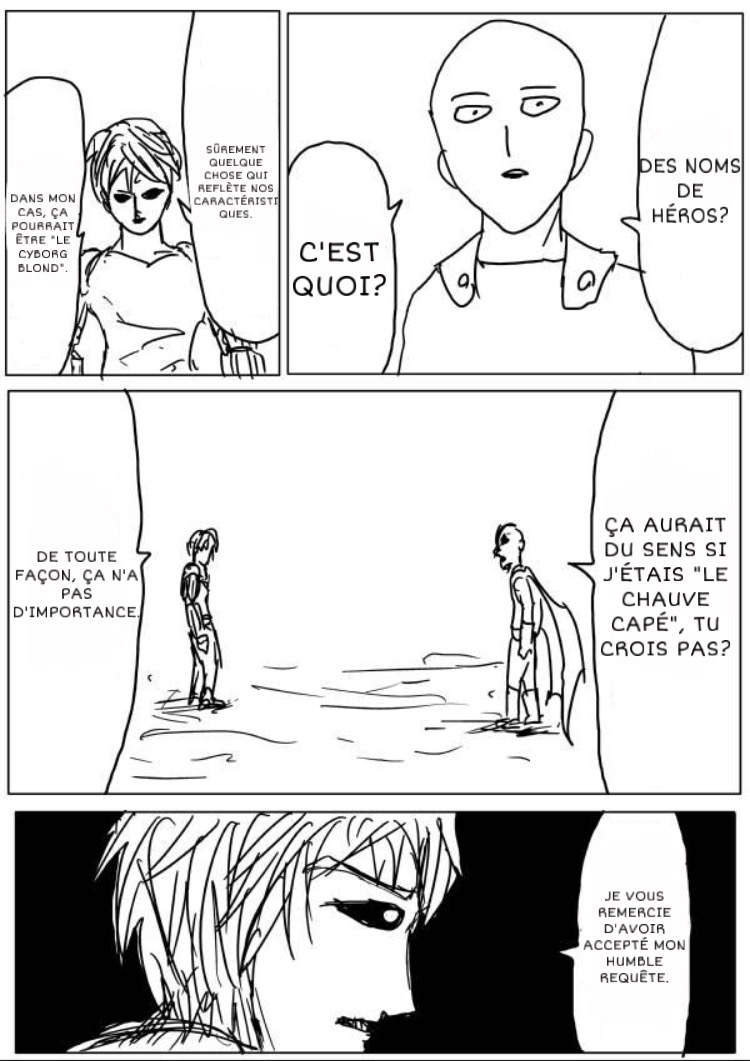 DES NOMS
DE
HÉROS?
C'EST
QUOI?
SÛREMENT
QUELQUE
CHOSE QUI
REFLÈTE NOS
CARACTÉRISTI
QUES.
DANS MON
CAS, ÇA
POURRAIT
ÊTRE "LE
CYBORG
BLOND".
ÇA AURAIT
DU SENS SI
J'ÉTAIS "LE
CHAUVE
CAPÉ", TU
CROIS PAS?
DE TOUTE
FAÇON, ÇA N'A
PAS
D'IMPORTANCE.
JE VOUS
REMERCIE
D'AVOIR
ACCEPTÉ MON
HUMBLE
REQUÊTE.